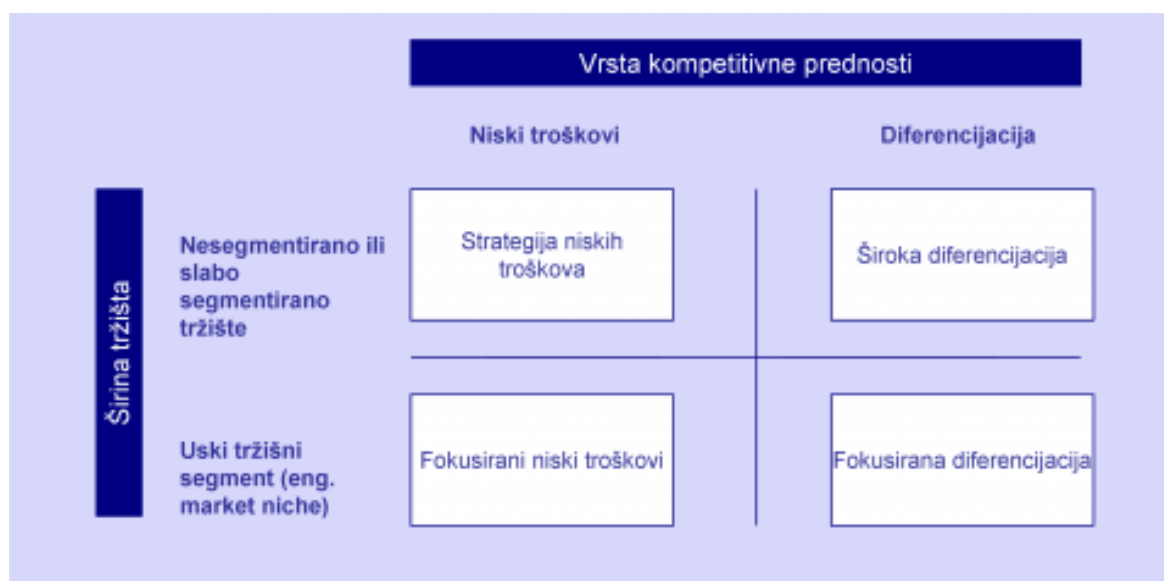 Vrsta kompetitivne prednosti
Niski troškovi
Diferencijacija
Širina tržišta
Nesegmentirano ili
slabo
segmentirano
tržište
Strategija niskih
troškova
Široka diferencijacija
Uski tržišni
segment (eng.
market niche)
Fokusirani niski troškovi
Fokusirana diferencijacija